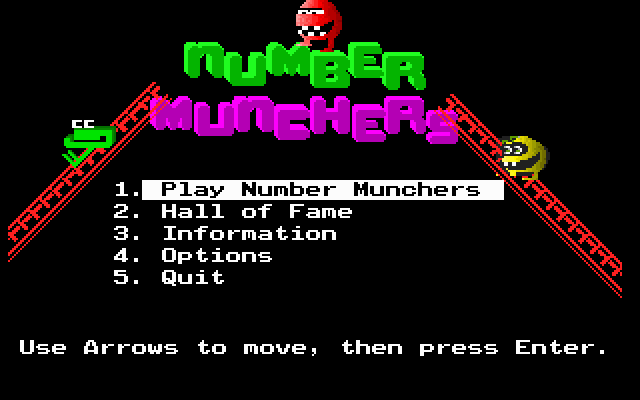 NUMBER
MUNCHERS
1. Play Number Munchers
2. Hall of Fame
3. Information
4. Options
5. Quit
Use Arrows to move, then press Enter.